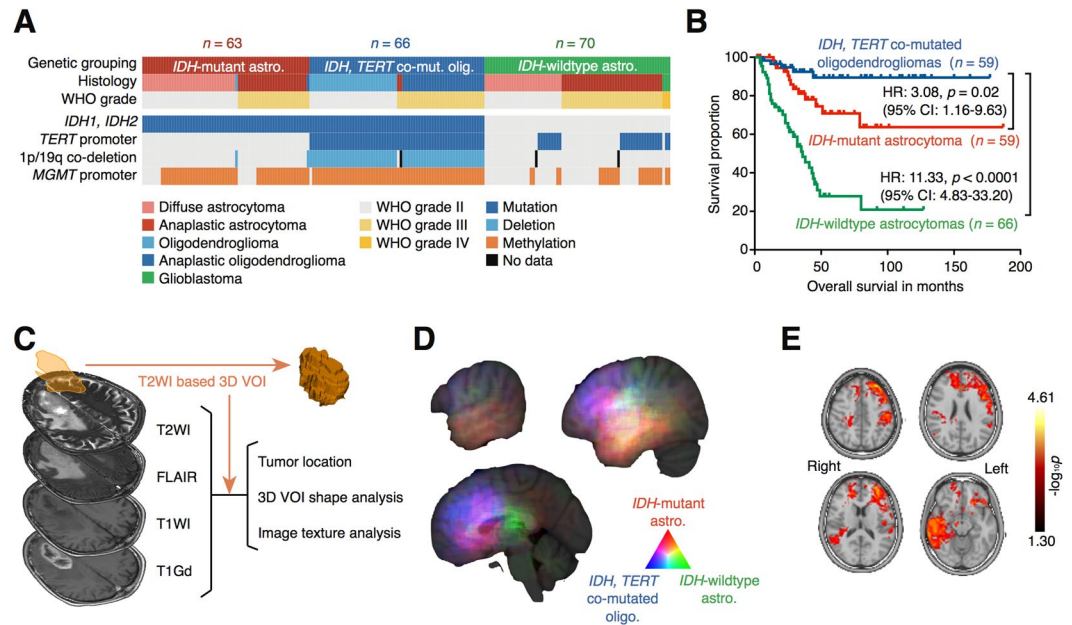 A
n = 63
n = 66
n = 70
Genetic grouping
IDH-mutant astro.
IDH, TERT co-mut. olig.
IDH-wildtype astro.
Histology
WHO grade
IDH1, IDH2
TERT promoter
1p/19q co-deletion
MGMT promoter
Diffuse astrocytoma
Anaplastic astrocytoma
Oligodendroglioma
Anaplastic oligodendroglioma
Glioblastoma
WHO grade II
WHO grade III
WHO grade IV
Mutation
Deletion
Methylation
No data
B
Survival proportion
100
80
60
40
20
0
0
50
100
150
200
Overall survial in months
IDH, TERT co-mutated
oligodendrogliomas (n = 59)
HR: 3.08, p = 0.02
(95% CI: 1.16-9.63)
IDH-mutant astrocytoma (n = 59)
HR: 11.33, p < 0.0001
(95% CI: 4.83-33.20)
IDH-wildtype astrocytomas (n = 66)
C
T2WI based 3D VOI
T2WI
FLAIR
T1WI
T1Gd
Tumor location
3D VOI shape analysis
Image texture analysis
D
IDH-mutant
astro.
IDH, TERT
co-mutated
oligo.
IDH-wildtype
astro.
E
Right
Left
4.61
-log10p
1.30